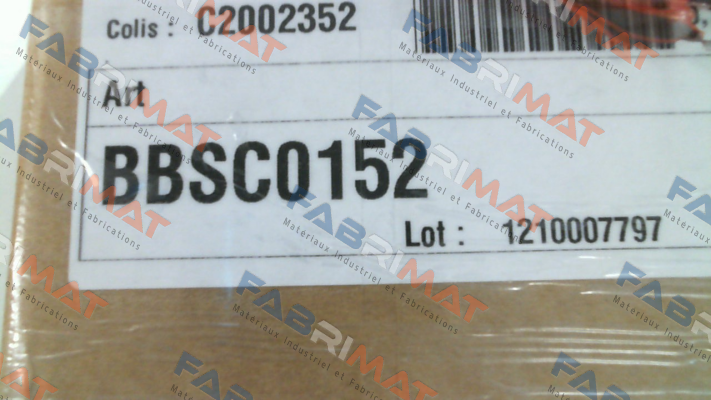 Colis : C2002352
Art
BBSC0152
Lot : 1210007797
FABRIMAT
Materiaux Industriel et Fabrications